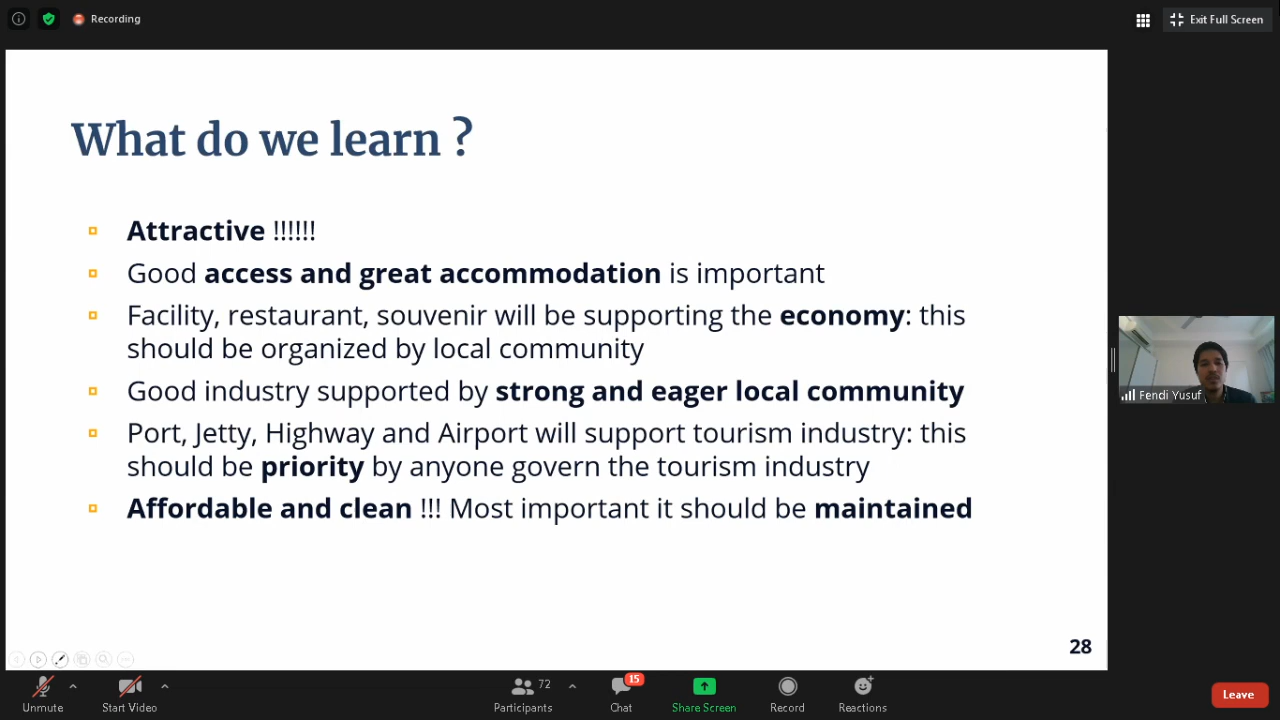 Recording
Exit Full Screen
What do we learn ?
Attractive !!!!!!
Good access and great accommodation is important
Facility, restaurant, souvenir will be supporting the economy: this
should be organized by local community
Good industry supported by strong and eager local community
Port, Jetty, Highway and Airport will support tourism industry: this
should be priority by anyone govern the tourism industry
Affordable and clean !!! Most important it should be maintained
Fendi Yusuf
28
Unmute
Start Video
72
Participants
15
Chat
Share Screen
Record
Reactions
Leave